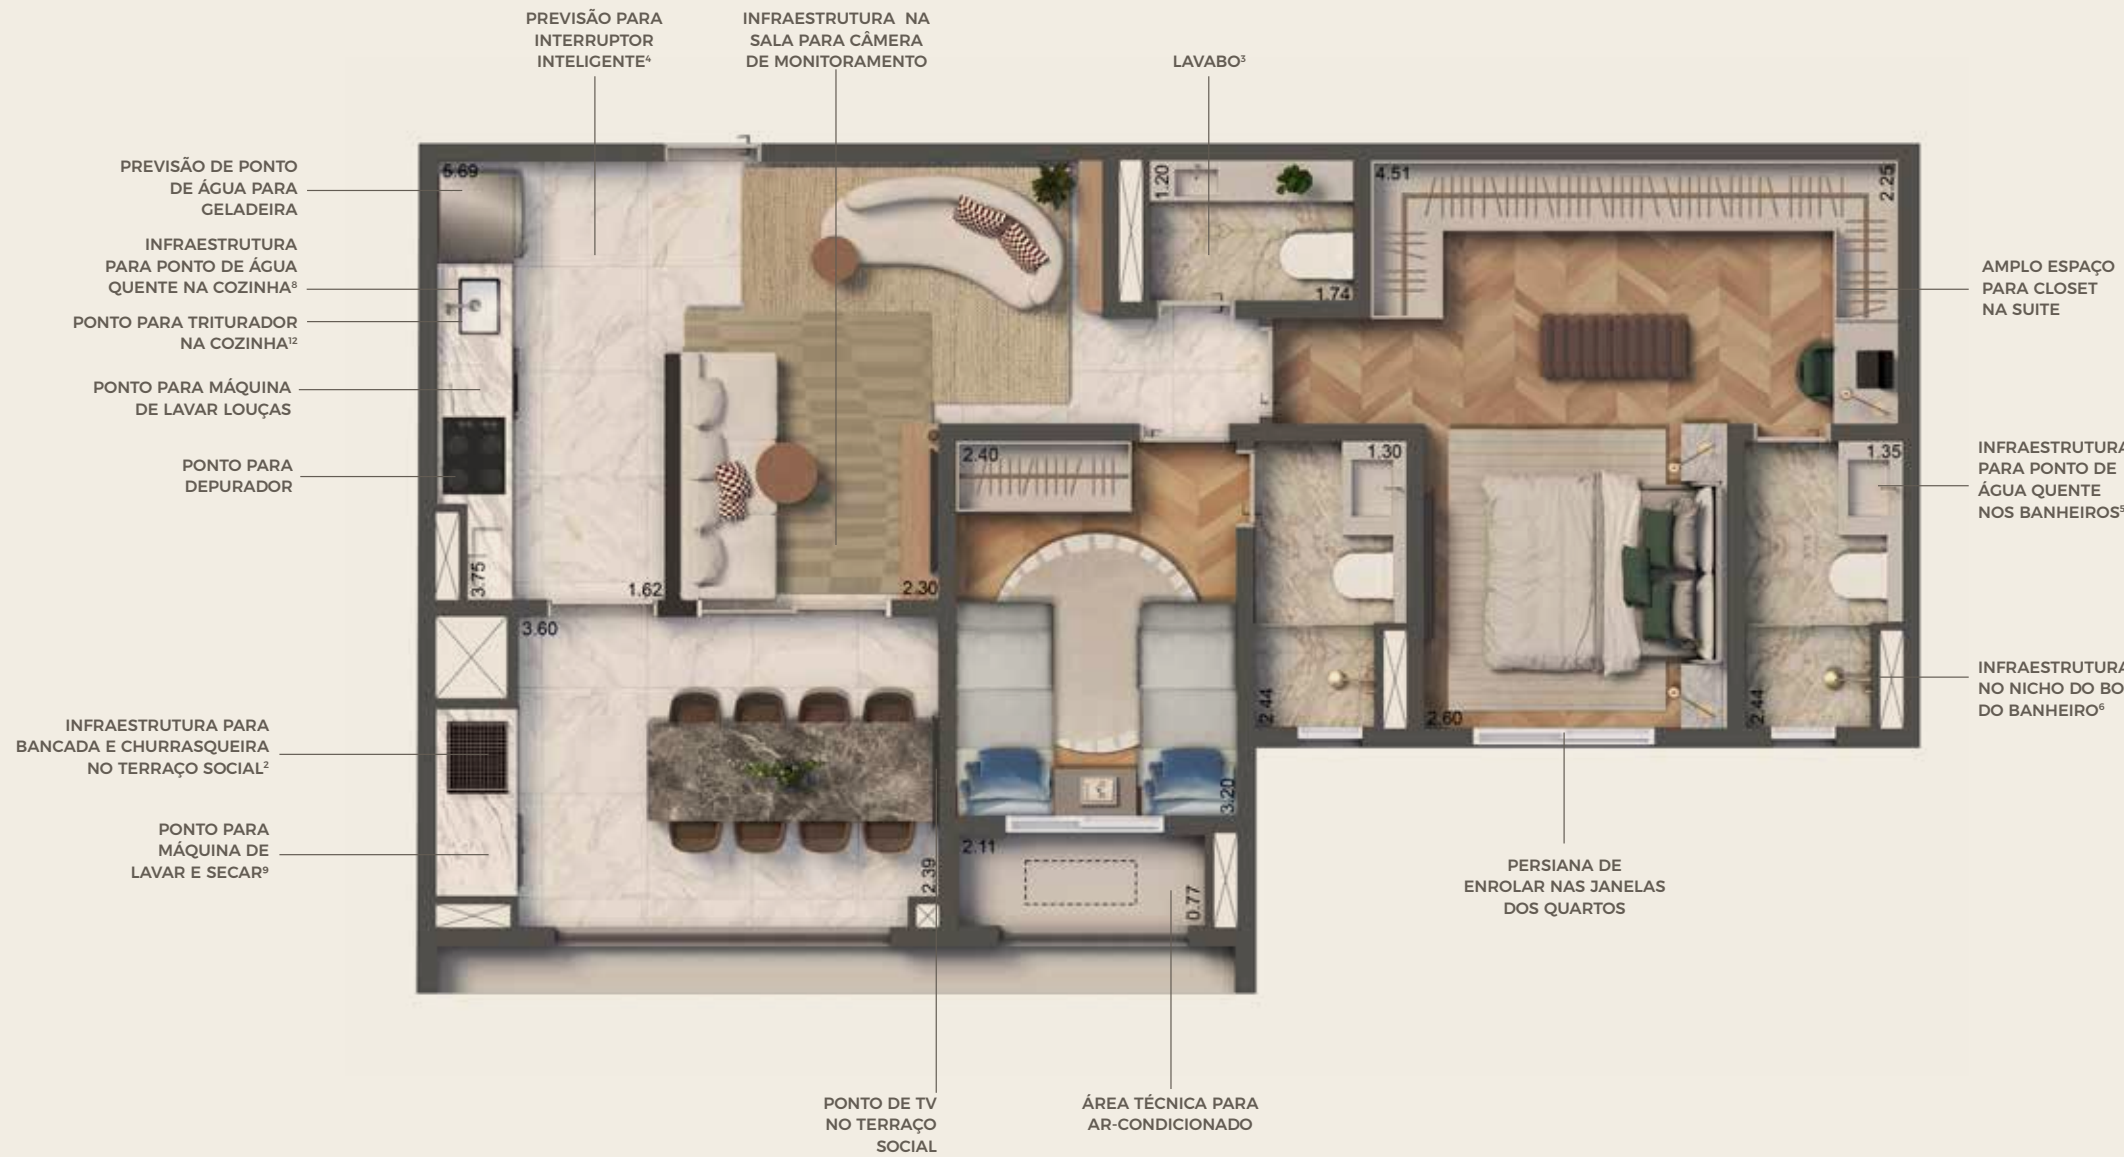 PREVISÃO PARA
INTERRUPTOR
INTELIGENTE⁴
INFRAESTRUTURA NA
SALA PARA CÂMERA
DE MONITORAMENTO
LAVABO³
PREVISÃO DE PONTO
DE ÁGUA PARA
GELADEIRA
INFRAESTRUTURA
PARA PONTO DE ÁGUA
QUENTE NA COZINHA⁸
PONTO PARA TRITURADOR
NA COZINHA¹²
PONTO PARA MÁQUINA
DE LAVAR LOUÇAS
PONTO PARA
DEPURADOR
INFRAESTRUTURA PARA
BANCADA E CHURRASQUEIRA
NO TERRAÇO SOCIAL²
PONTO PARA
MÁQUINA DE
LAVAR E SECAR⁹
5.69
1.20
1.74
4.51
2.25
2.40
1.30
1.35
3.75
1.62
2.30
3.60
2.44
2.60
2.44
3.20
2.39
2.11
0.77
AMPLO ESPAÇO
PARA CLOSET
NA SUITE
INFRAESTRUTURA
PARA PONTO DE
ÁGUA QUENTE
NOS BANHEIROS⁵
INFRAESTRUTURA
NO NICHO DO BO
DO BANHEIRO⁶
PERSIANA DE
ENROLAR NAS JANELAS
DOS QUARTOS
PONTO DE TV
NO TERRAÇO
SOCIAL
ÁREA TÉCNICA PARA
AR-CONDICIONADO